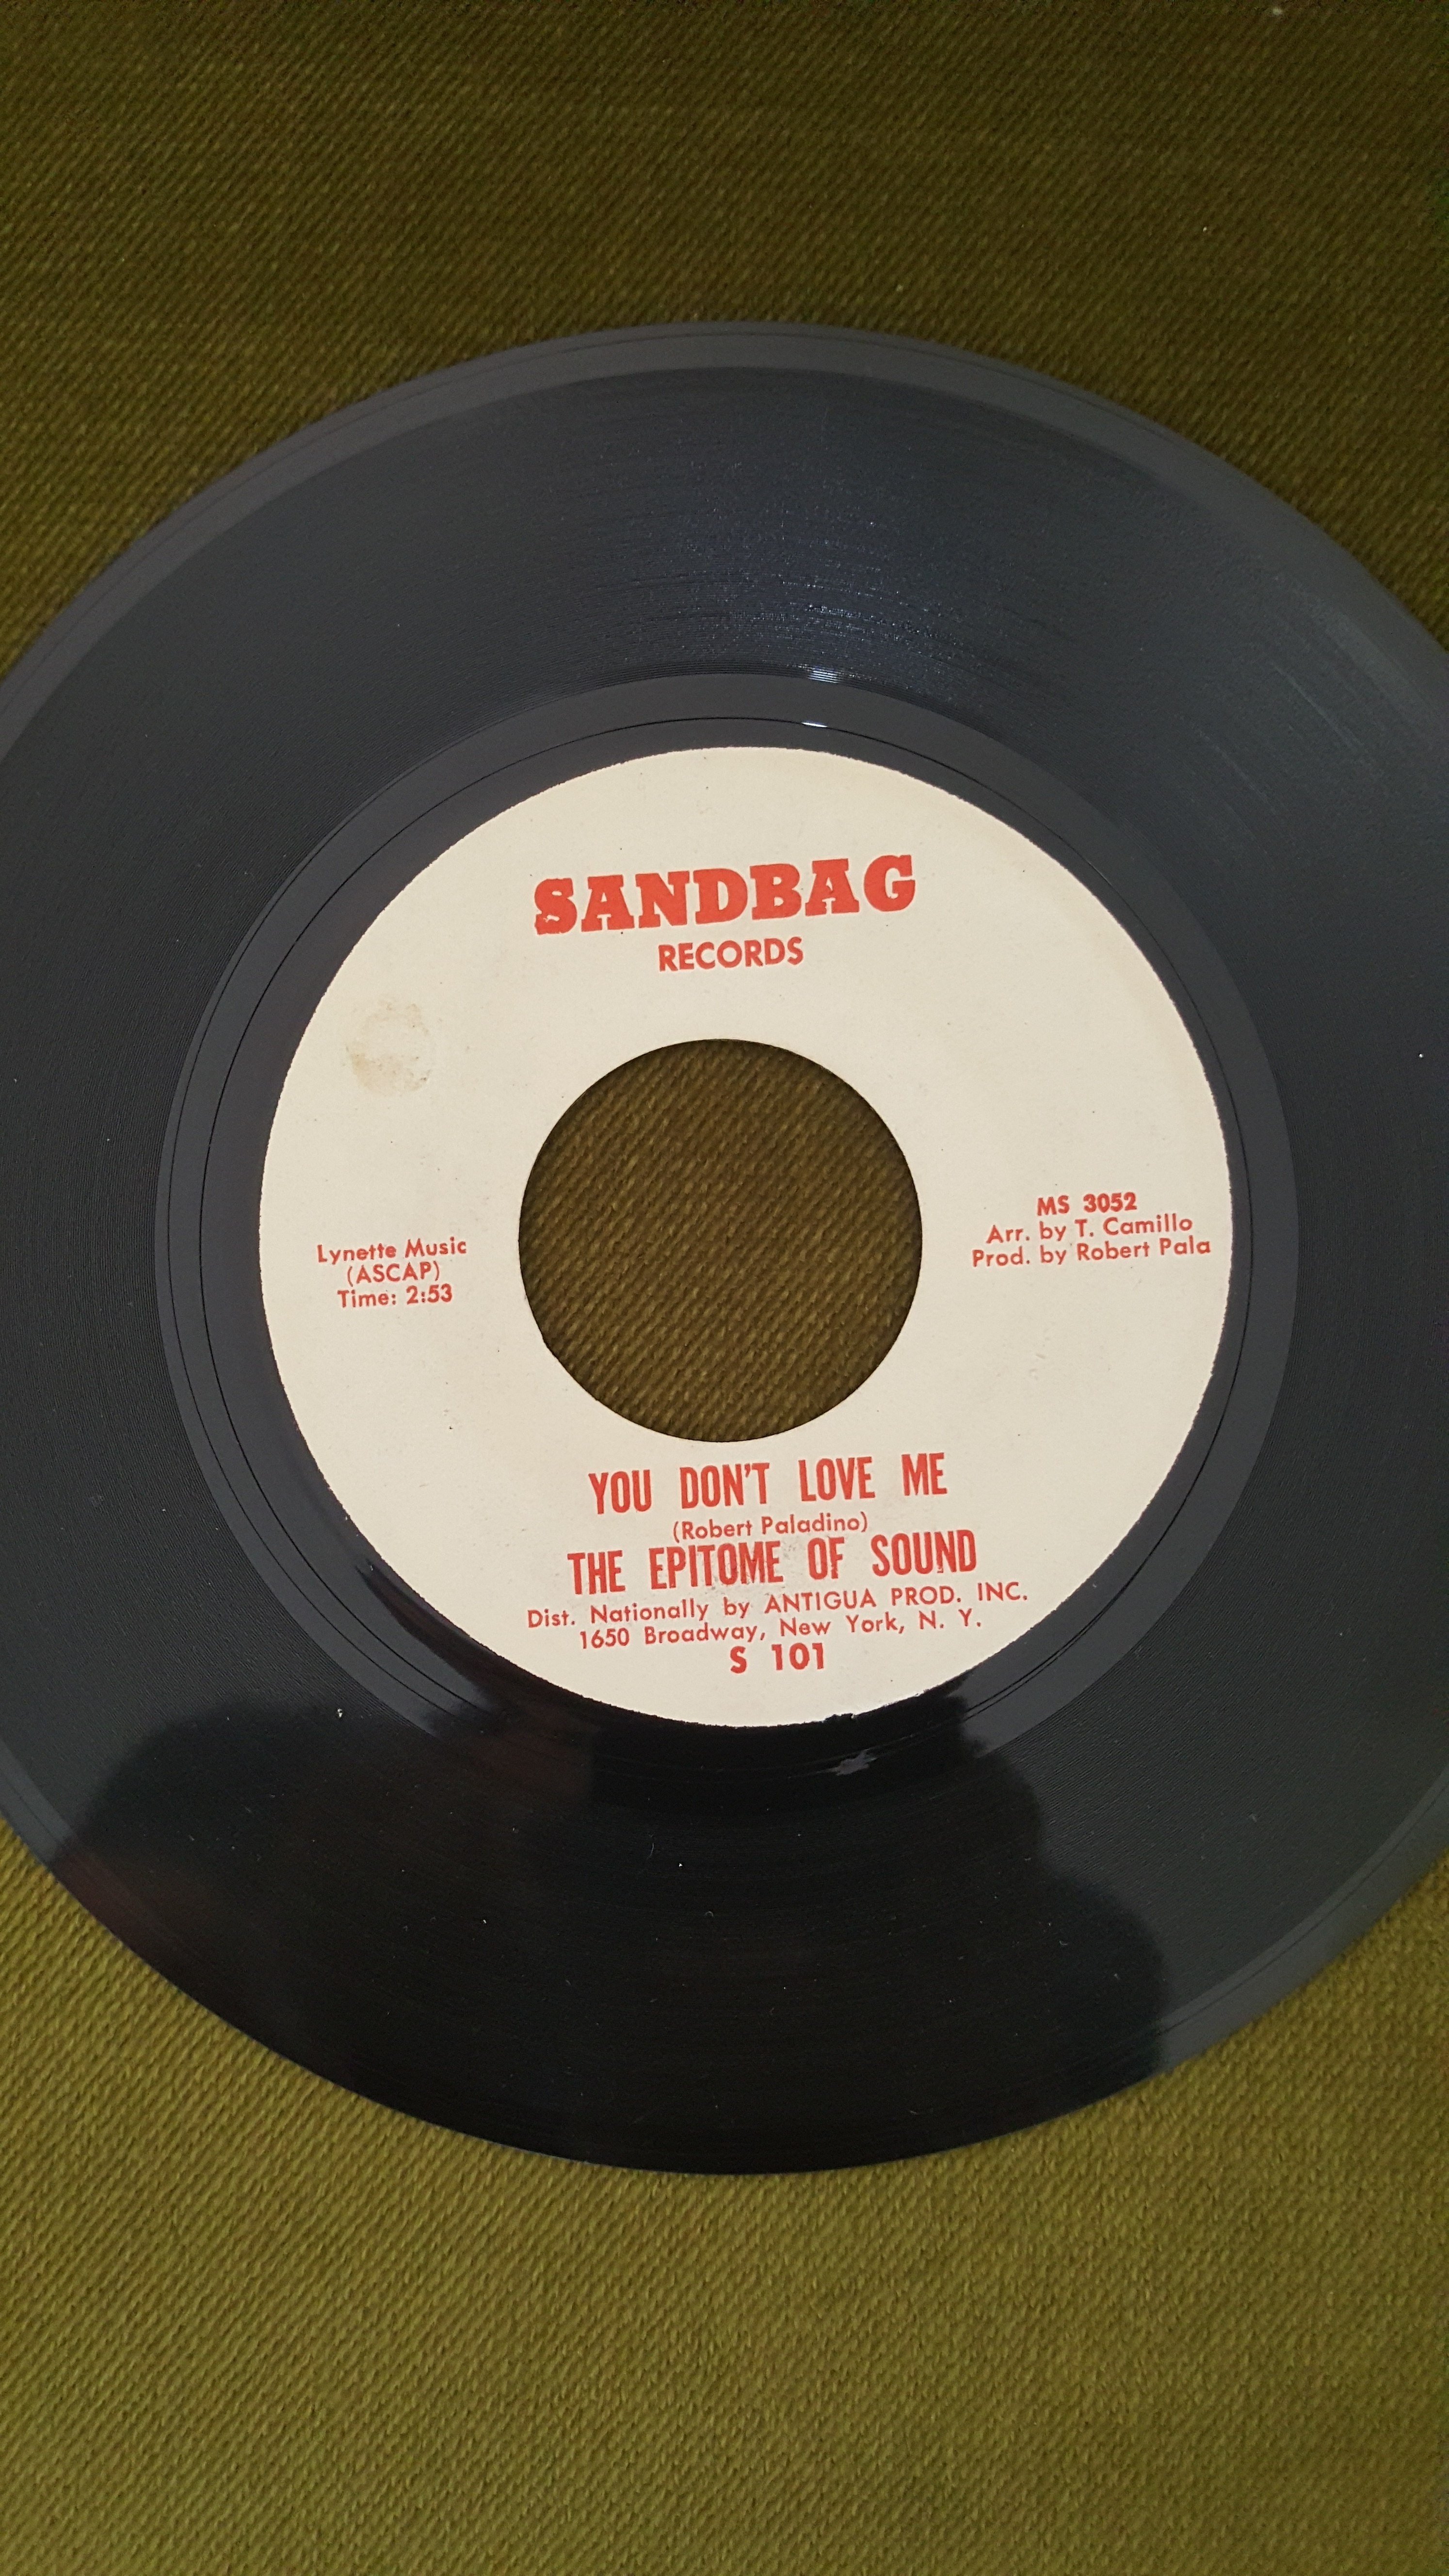 SANDBAG
RECORDS
Lynette Music
(ASCAP)
Time: 2:53
MS 3052
Arr. by T. Camillo
Prod. by Robert Pala
YOU DON'T LOVE ME
(Robert Paladino)
THE EPITOME OF SOUND
Dist. Nationally by ANTIGUA PROD. INC.
1650 Broadway, New York, N. Y.
S 101